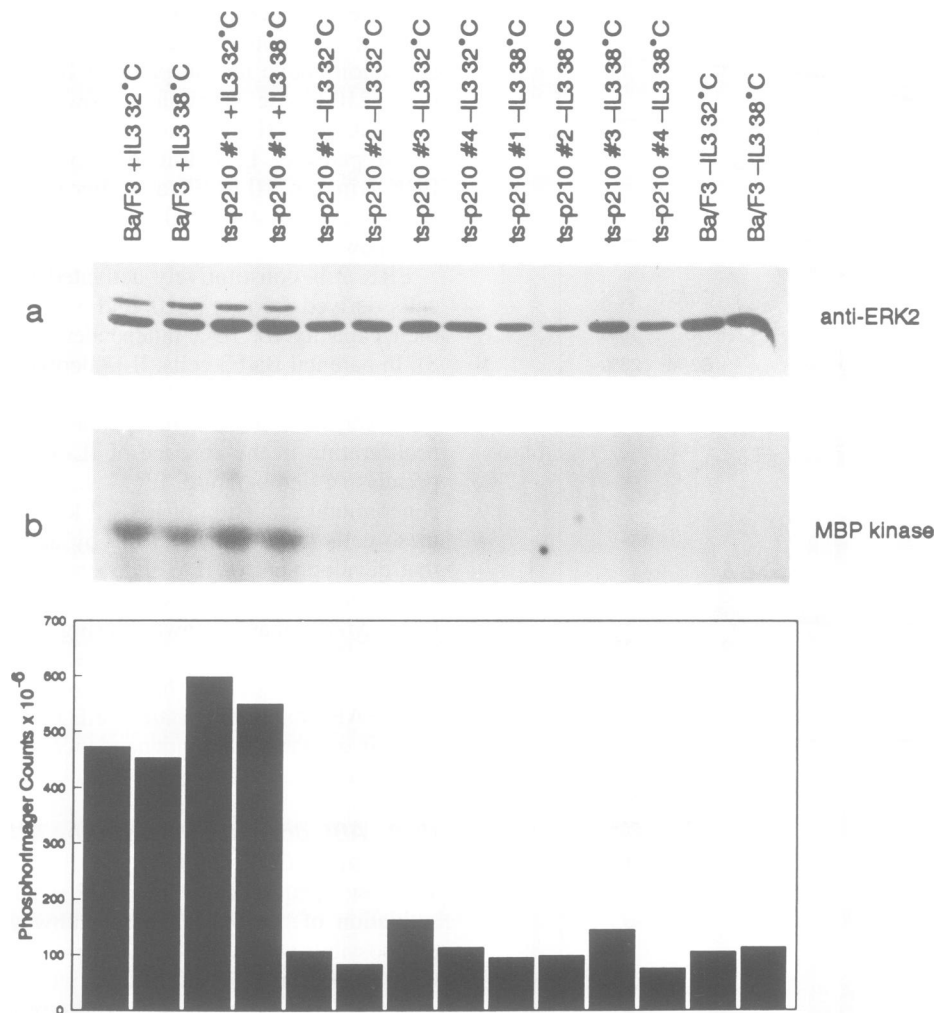 Ba/F3 +IL3 32°C
Ba/F3 +IL3 38°C
ts-p210 #1 +IL3 32°C
ts-p210 #1 +IL3 38°C
ts-p210 #1 –IL3 32°C
ts-p210 #2 –IL3 32°C
ts-p210 #3 –IL3 32°C
ts-p210 #4 –IL3 32°C
ts-p210 #1 –IL3 38°C
ts-p210 #2 –IL3 38°C
ts-p210 #3 –IL3 38°C
ts-p210 #4 –IL3 38°C
Ba/F3 –IL3 32°C
Ba/F3 –IL3 38°C
a
anti-ERK2
b
MBP kinase
PhosphorImager Counts x 10⁻⁶
700
600
500
400
300
200
100
0